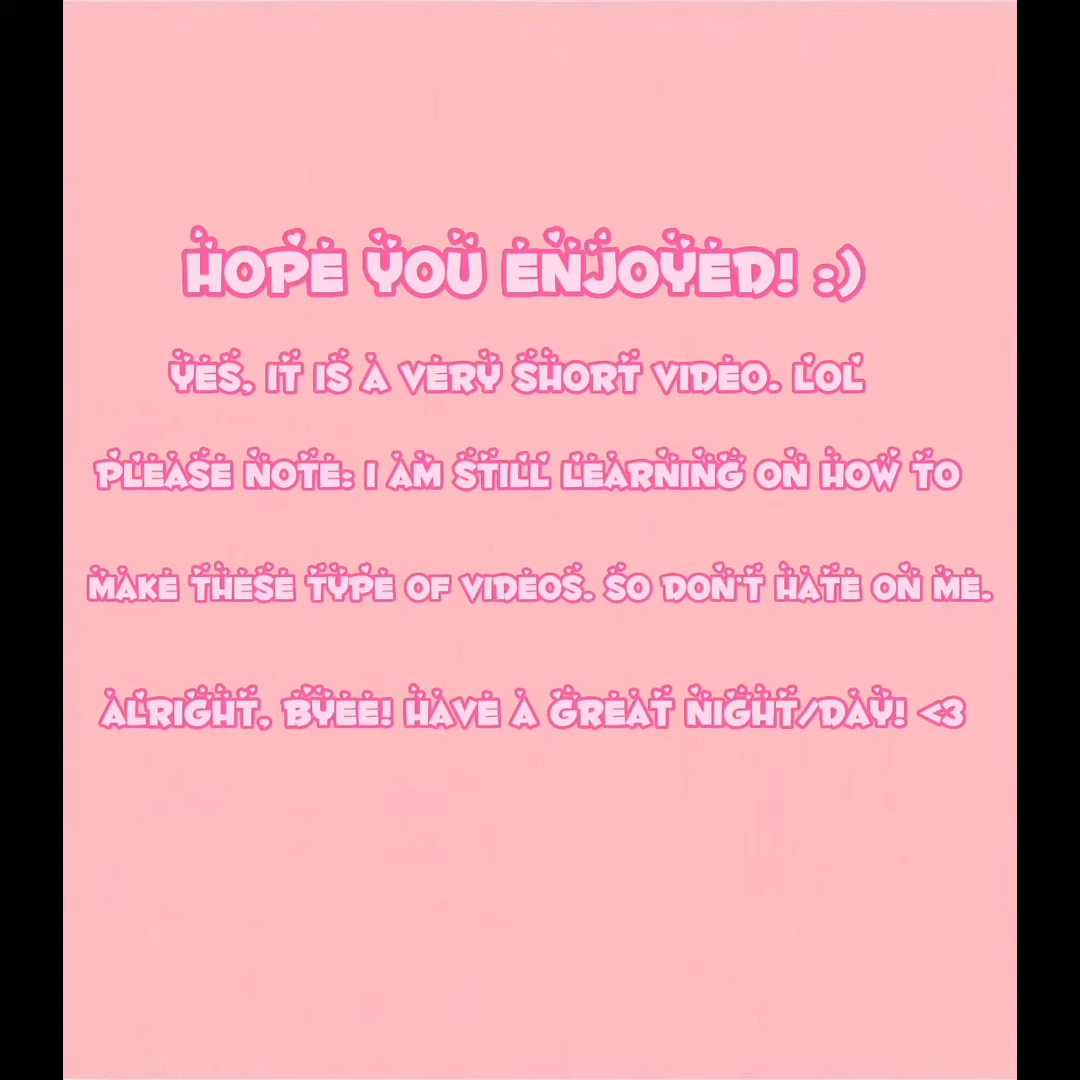 HOPE YOU ENJOYED! :)
YES, IT IS A VERY SHORT VIDEO. LOL
PLEASE NOTE: I AM STILL LEARNING ON HOW TO
MAKE THESE TYPE OF VIDEOS. SO DON'T HATE ON ME.
ALRIGHT, BYEE! HAVE A GREAT NIGHT/DAY! <3